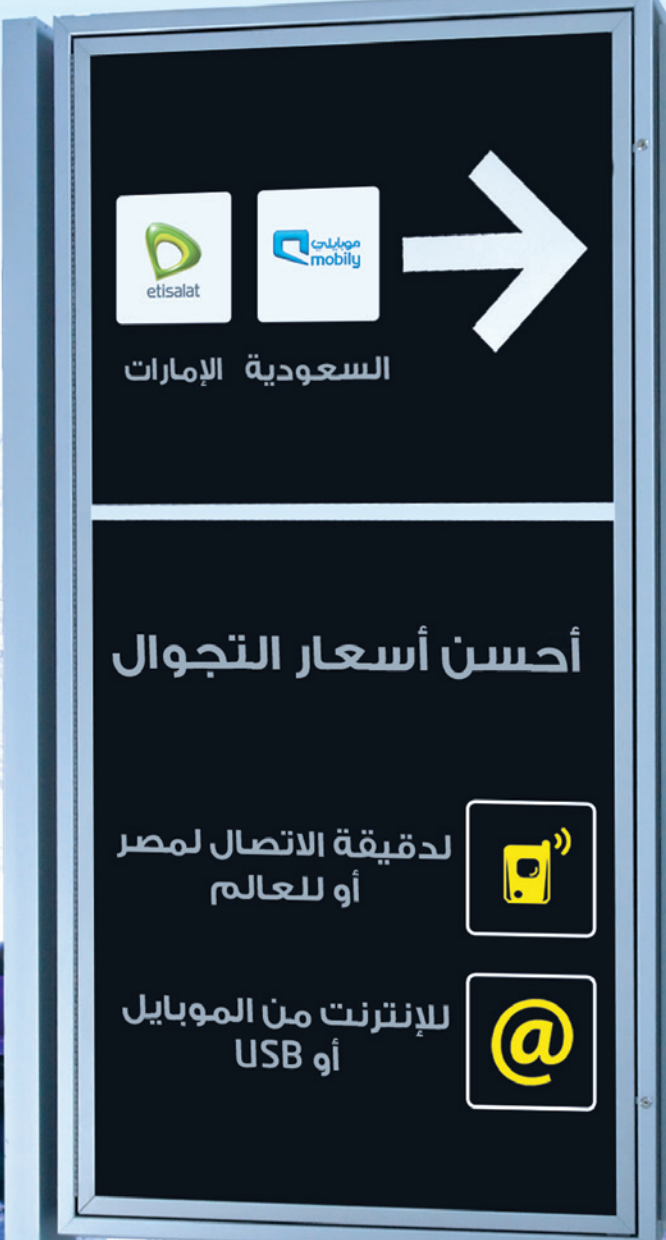 موبايلي
mobily
etisalat
السعودية
الإمارات
أحسن أسعار التجوال
لدقيقة الاتصال لمصر
أو للعالم
@
للإنترنت من الموبايل
أو USB